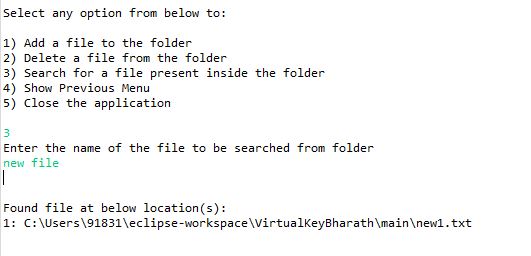 Select any option from below to:
1) Add a file to the folder
2) Delete a file from the folder
3) Search for a file present inside the folder
4) Show Previous Menu
5) Close the application
3
Enter the name of the file to be searched from folder
new file
Found file at below location(s):
1: C:\Users\91831\eclipse-workspace\VirtualKeyBharath\main\new1.txt